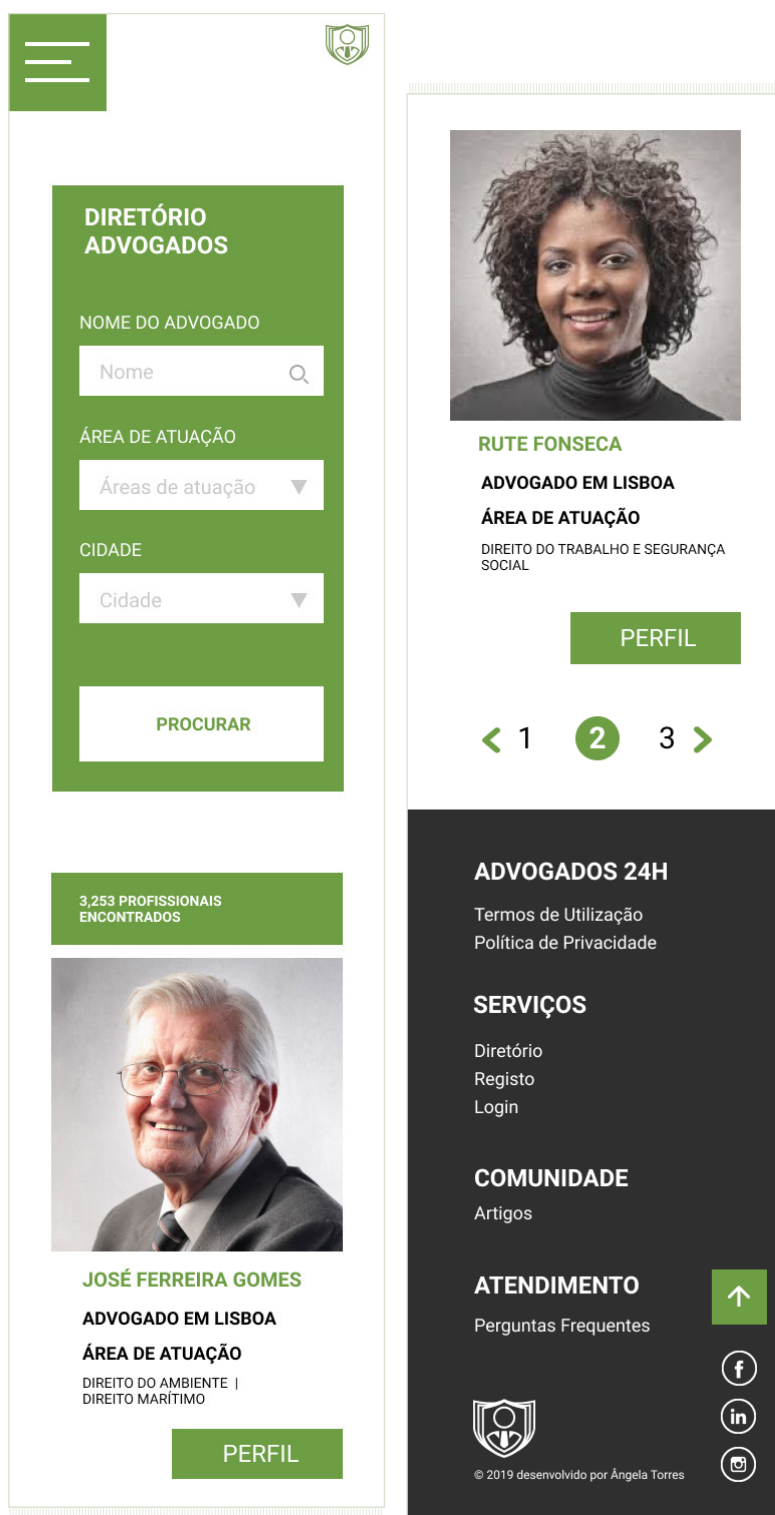 DIRETÓRIO
ADVOGADOS
NOME DO ADVOGADO
Nome
ÁREA DE ATUAÇÃO
Áreas de atuação
CIDADE
Cidade
PROCURAR
3,253 PROFISSIONAIS
ENCONTRADOS
JOSÉ FERREIRA GOMES
ADVOGADO EM LISBOA
ÁREA DE ATUAÇÃO
DIREITO DO AMBIENTE |
DIREITO MARÍTIMO
PERFIL
RUTE FONSECA
ADVOGADO EM LISBOA
ÁREA DE ATUAÇÃO
DIREITO DO TRABALHO E SEGURANÇA
SOCIAL
PERFIL
1 2 3
ADVOGADOS 24H
Termos de Utilização
Política de Privacidade
SERVIÇOS
Diretório
Registo
Login
COMUNIDADE
Artigos
ATENDIMENTO
Perguntas Frequentes
f
in
© 2019 desenvolvido por Ângela Torres